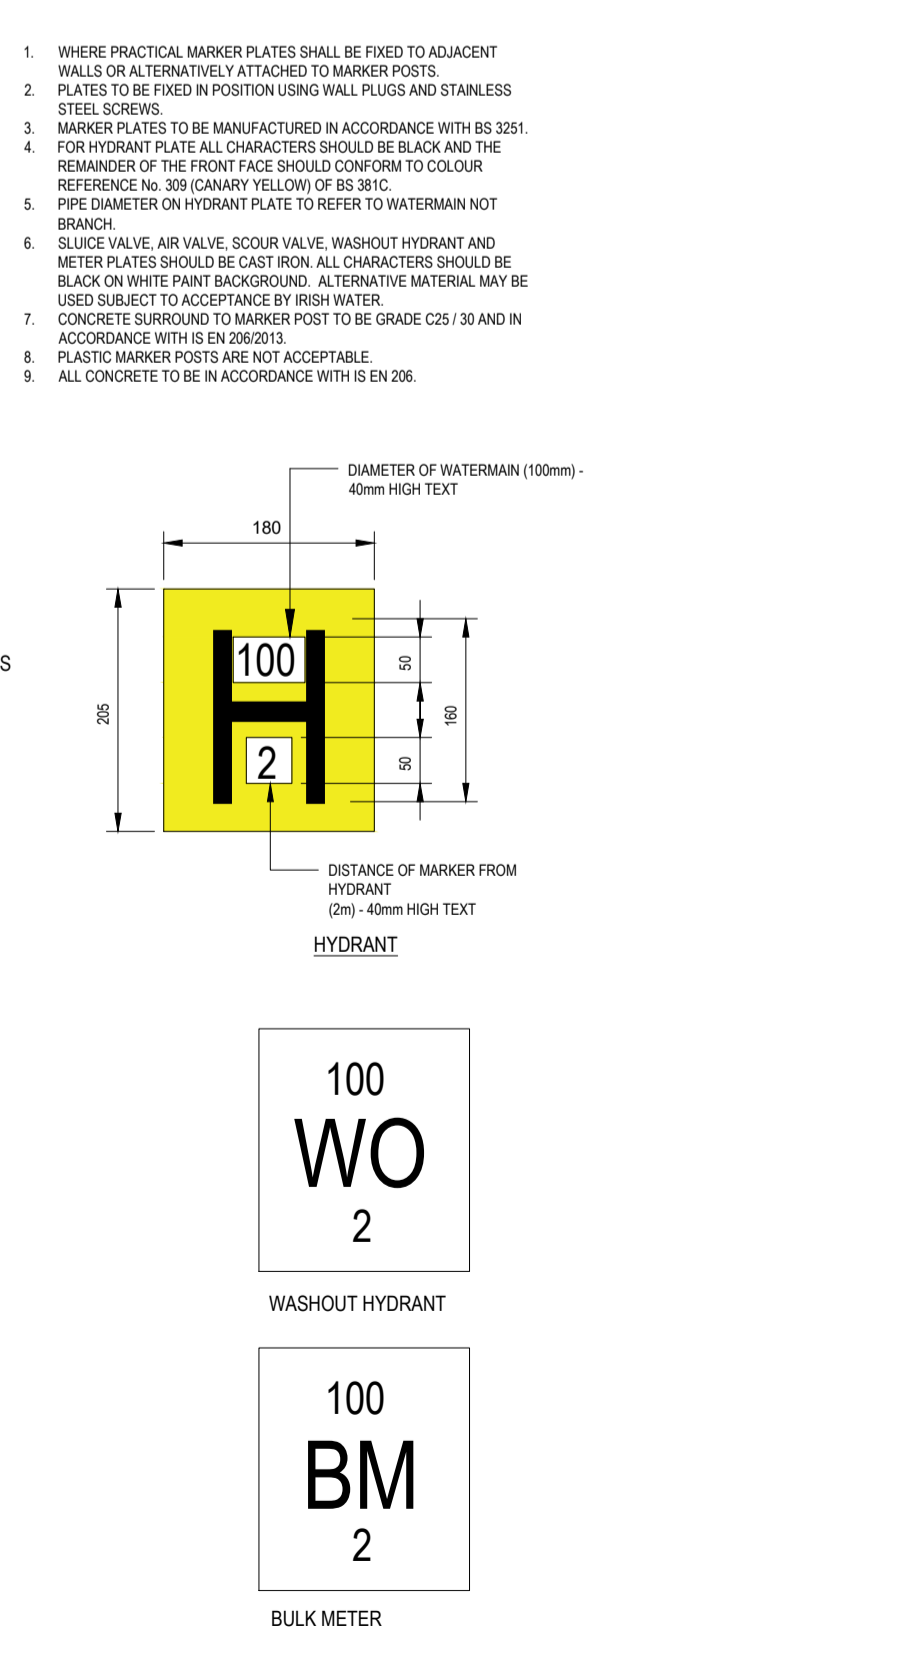 1. WHERE PRACTICAL MARKER PLATES SHALL BE FIXED TO ADJACENT
WALLS OR ALTERNATIVELY ATTACHED TO MARKER POSTS.
2. PLATES TO BE FIXED IN POSITION USING WALL PLUGS AND STAINLESS
STEEL SCREWS.
3. MARKER PLATES TO BE MANUFACTURED IN ACCORDANCE WITH BS 3251.
4. FOR HYDRANT PLATE ALL CHARACTERS SHOULD BE BLACK AND THE
REMAINDER OF THE FRONT FACE SHOULD CONFORM TO COLOUR
REFERENCE No. 309 (CANARY YELLOW) OF BS 381C.
5. PIPE DIAMETER ON HYDRANT PLATE TO REFER TO WATERMAIN NOT
BRANCH.
6. SLUICE VALVE, AIR VALVE, SCOUR VALVE, WASHOUT HYDRANT AND
METER PLATES SHOULD BE CAST IRON. ALL CHARACTERS SHOULD BE
BLACK ON WHITE PAINT BACKGROUND. ALTERNATIVE MATERIAL MAY BE
USED SUBJECT TO ACCEPTANCE BY IRISH WATER.
7. CONCRETE SURROUND TO MARKER POST TO BE GRADE C25 / 30 AND IN
ACCORDANCE WITH IS EN 206/2013.
8. PLASTIC MARKER POSTS ARE NOT ACCEPTABLE.
9. ALL CONCRETE TO BE IN ACCORDANCE WITH IS EN 206.
DIAMETER OF WATERMAIN (100mm) -
40mm HIGH TEXT
180
S
205
100
H
2
50
50
160
DISTANCE OF MARKER FROM
HYDRANT
(2m) - 40mm HIGH TEXT
HYDRANT
100
WO
2
WASHOUT HYDRANT
100
BM
2
BULK METER